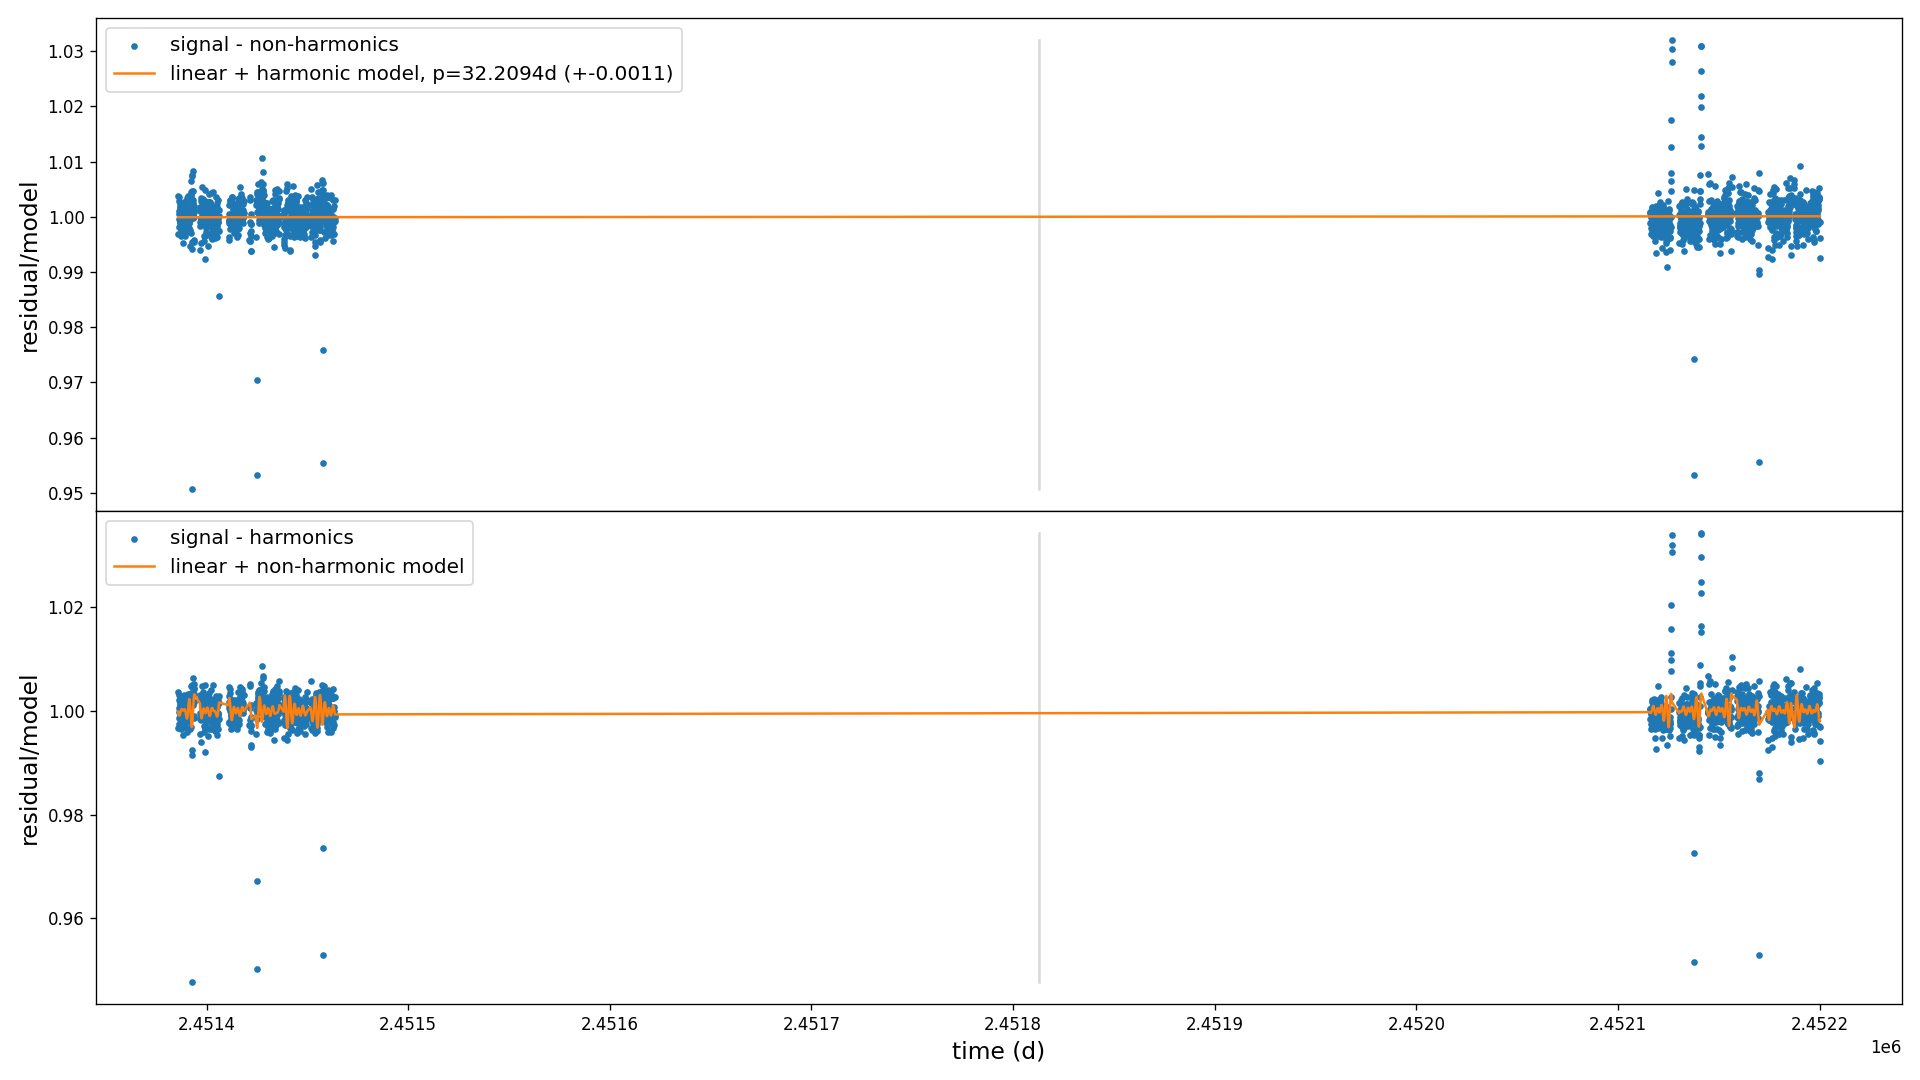 signal - non-harmonics
linear + harmonic model, p=32.2094d (+-0.0011)
1.03
1.02
1.01
1.00
0.99
0.98
0.97
0.96
0.95
residual/model
signal - harmonics
linear + non-harmonic model
1.02
1.00
0.98
0.96
residual/model
2.4514 2.4515 2.4516 2.4517 2.4518 2.4519 2.4520 2.4521 2.4522
time (d)
1e6